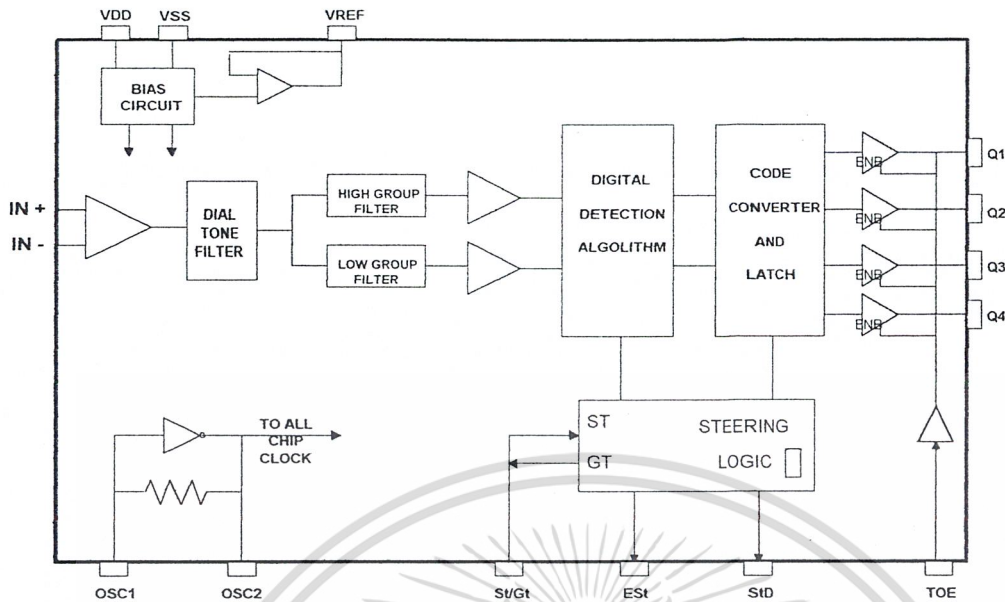 VDD
VSS
VREF
BIAS
CIRCUIT
IN +
IN -
DIAL
TONE
FILTER
HIGH GROUP
FILTER
LOW GROUP
FILTER
DIGITAL
DETECTION
ALGOLITHM
CODE
CONVERTER
AND
LATCH
ENB
ENB
ENB
ENB
Q1
Q2
Q3
Q4
TO ALL
CHIP
CLOCK
ST
GT
STEERING
LOGIC
OSC1
OSC2
St/Gt
ESt
StD
TOE